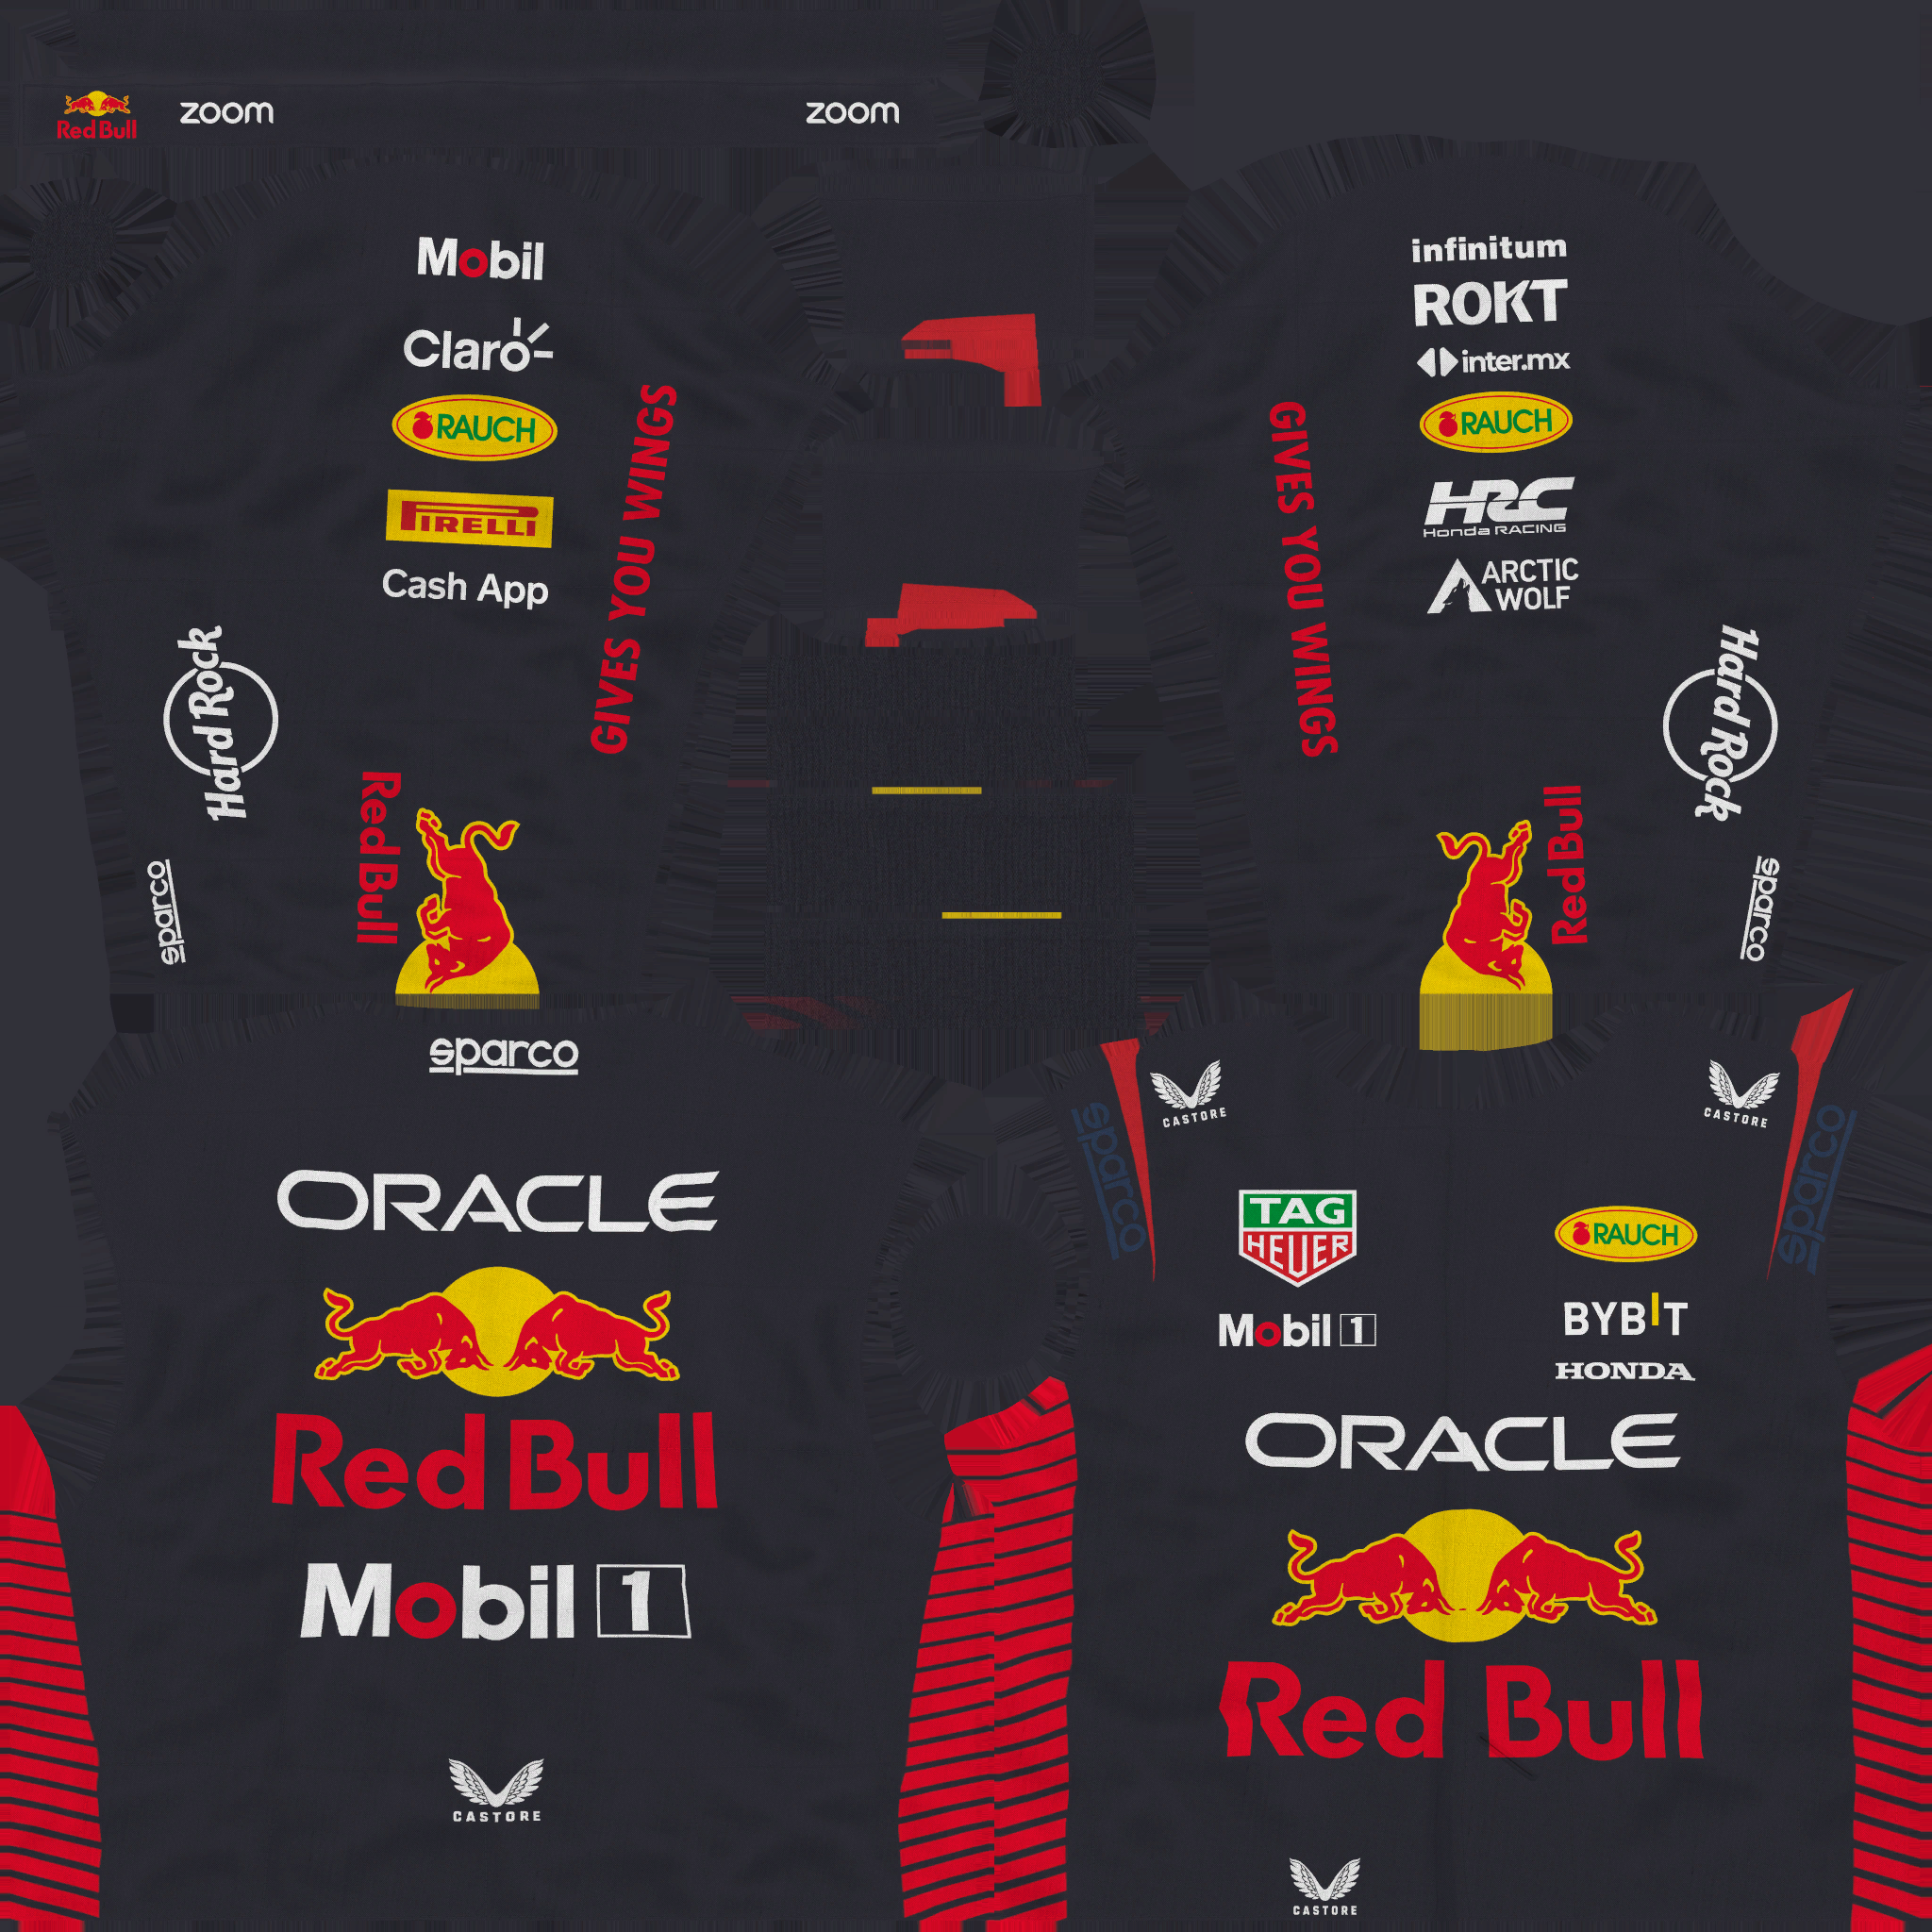 Red Bull
zoom
zoom
Mobil
Claro
RAUCH
PIRELLI
Cash App
GIVES YOU WINGS
Hard Rock
Red Bull
sparco
infinitum
ROKT
inter.mx
RAUCH
HRC
Honda RACING
ARCTIC
WOLF
GIVES YOU WINGS
Hard Rock
Red Bull
sparco
sparco
ORACLE
Red Bull
Mobil 1
CASTORE
sparco
CASTORE
CASTORE
sparco
TAG
HEUER
Mobil 1
RAUCH
BYBIT
HONDA
ORACLE
Red Bull
CASTORE